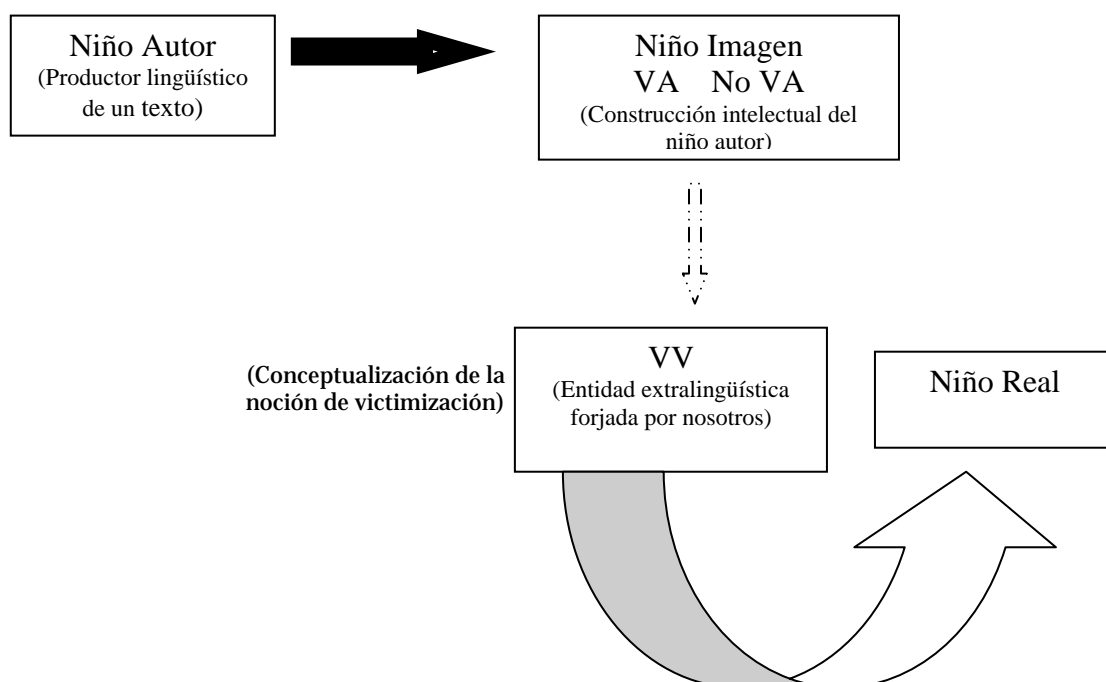 Niño Autor
(Productor lingüístico
de un texto)
Niño Imagen
VA No VA
(Construcción intelectual del
niño autor)
(Conceptualización de la
noción de victimización)
VV
(Entidad extralingüística
forjada por nosotros)
Niño Real